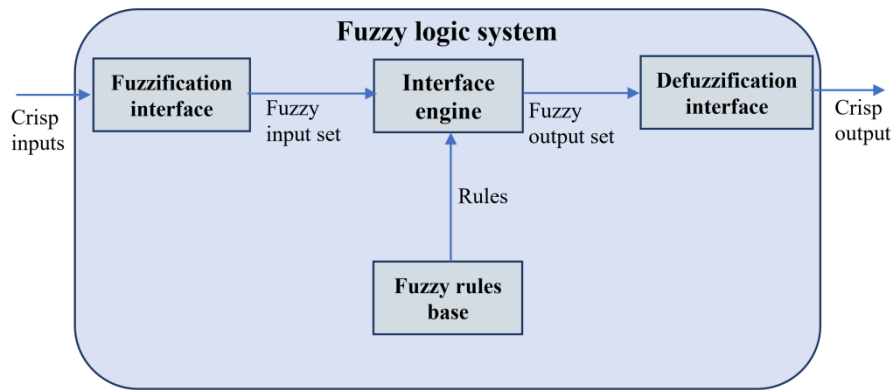 Fuzzy logic system
Fuzzification
interface
Interface
engine
Defuzzification
interface
Crisp
inputs
Fuzzy
input set
Fuzzy
output set
Crisp
output
Rules
Fuzzy rules
base